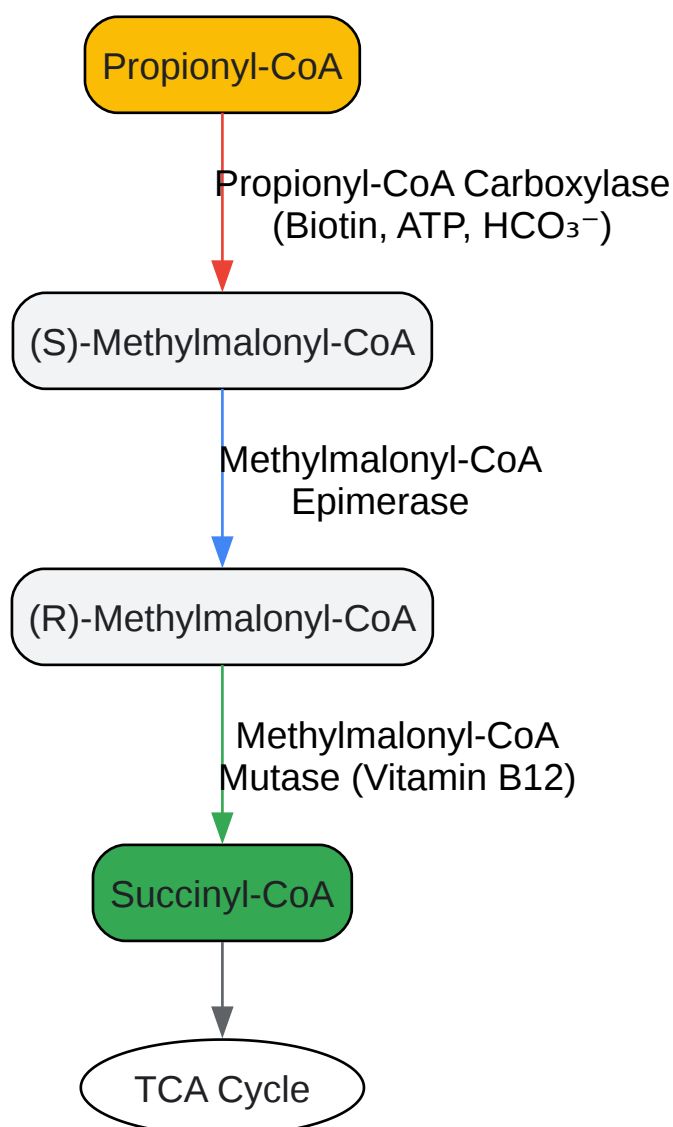 Propionyl-CoA
Propionyl-CoA Carboxylase
(Biotin, ATP, HCO₃⁻)
(S)-Methylmalonyl-CoA
Methylmalonyl-CoA
Epimerase
(R)-Methylmalonyl-CoA
Methylmalonyl-CoA
Mutase (Vitamin B12)
Succinyl-CoA
TCA Cycle